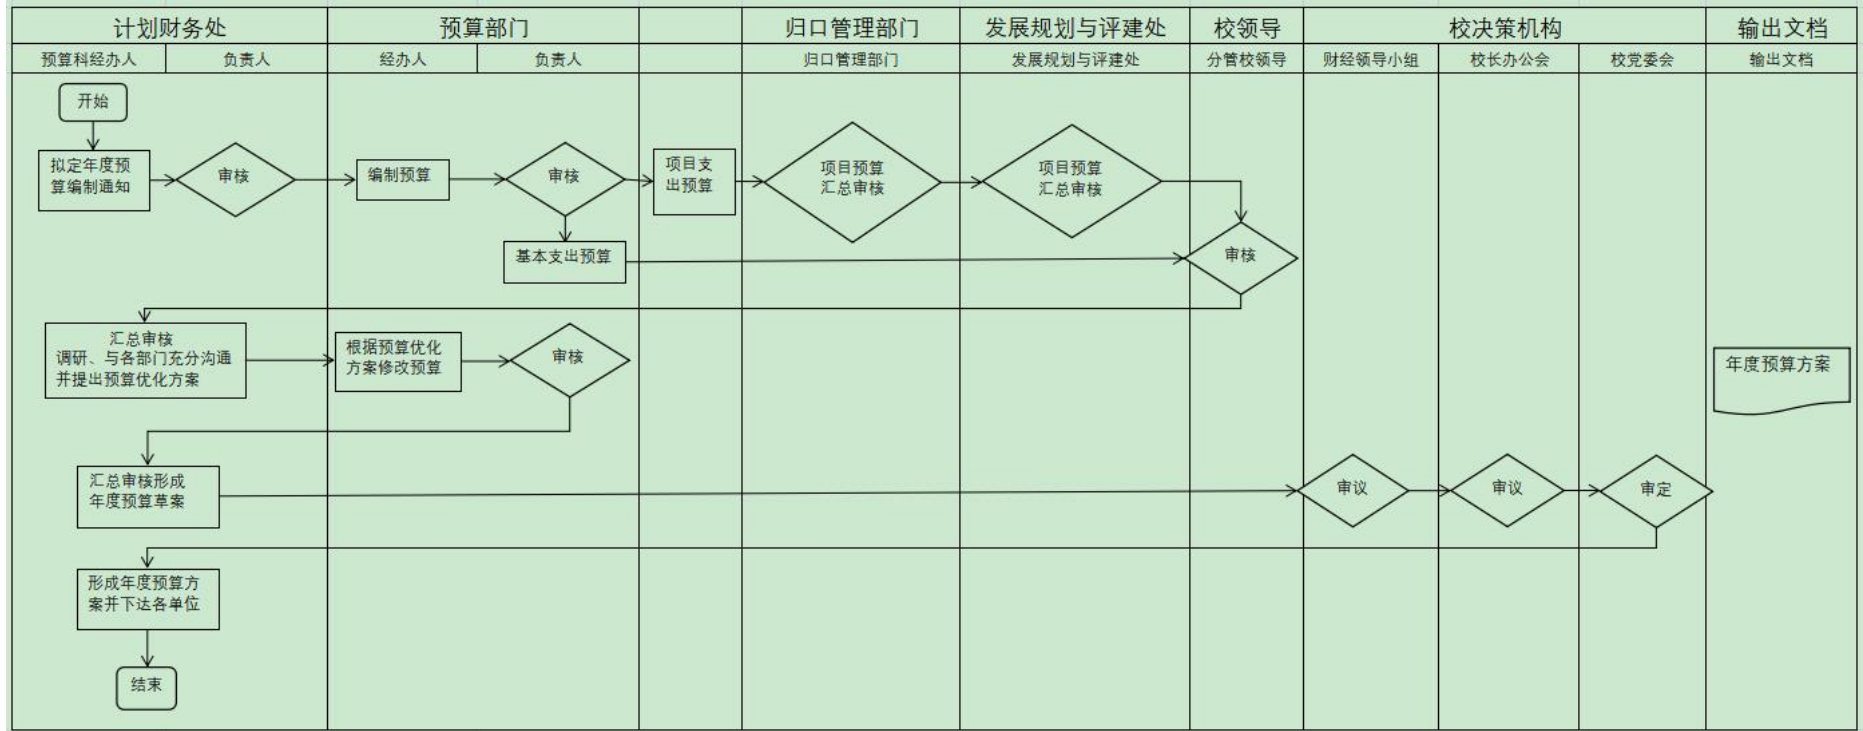 计划财务处
预算部门
归口管理部门
发展规划与评建处
校领导
校决策机构
输出文档
预算科经办人
负责人
经办人
负责人
归口管理部门
发展规划与评建处
分管校领导
财经领导小组
校长办公会
校党委会
输出文档
开始
拟定年度预
算编制通知
审核
编制预算
审核
项目支
出预算
项目预算
汇总审核
项目预算
汇总审核
基本支出预算
审核
汇总审核
调研、与各部门充分沟通
并提出预算优化方案
根据预算优化
方案修改预算
审核
年度预算方案
汇总审核形成
年度预算草案
审议
审议
审定
形成年度预算方
案并下达各单位
结束